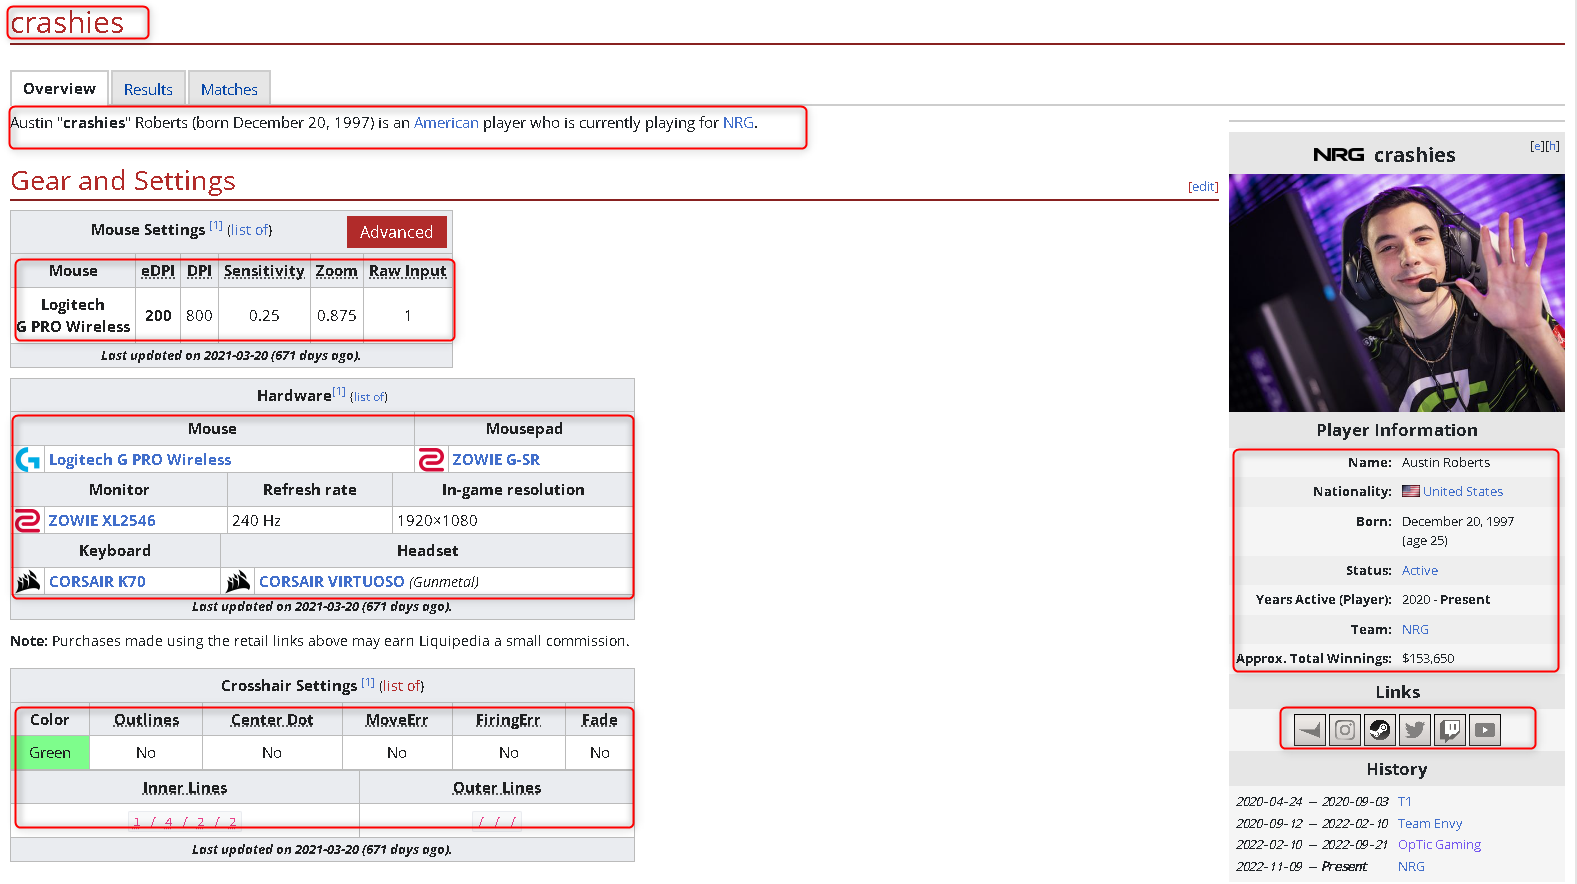 crashies
Overview
Results
Matches
Austin "crashies" Roberts (born December 20, 1997) is an American player who is currently playing for NRG.
Gear and Settings
[edit]
Mouse Settings [1] (list of)
Advanced
Mouse eDPI DPI Sensitivity Zoom Raw Input
Logitech
G PRO Wireless
200 800 0.25 0.875 1
Last updated on 2021-03-20 (671 days ago).
Hardware[1] (list of)
Mouse Mousepad
Logitech G PRO Wireless ZOWIE G-SR
Monitor Refresh rate In-game resolution
ZOWIE XL2546 240 Hz 1920×1080
Keyboard Headset
CORSAIR K70 CORSAIR VIRTUOSO (Gunmetal)
Last updated on 2021-03-20 (671 days ago).
Note: Purchases made using the retail links above may earn Liquipedia a small commission.
Crosshair Settings [1] (list of)
Color Outlines Center Dot MoveErr FiringErr Fade
Green No No No No No
Inner Lines Outer Lines
1 / 4 / 2 / 2 / / /
Last updated on 2021-03-20 (671 days ago).
[e][h]
NRG crashies
Player Information
Name: Austin Roberts
Nationality: United States
Born: December 20, 1997
(age 25)
Status: Active
Years Active (Player): 2020 - Present
Team: NRG
Approx. Total Winnings: $153,650
Links
History
2020-04-24 — 2020-09-03 T1
2020-09-12 — 2022-02-10 Team Envy
2022-02-10 — 2022-09-21 OpTic Gaming
2022-11-09 — Present NRG